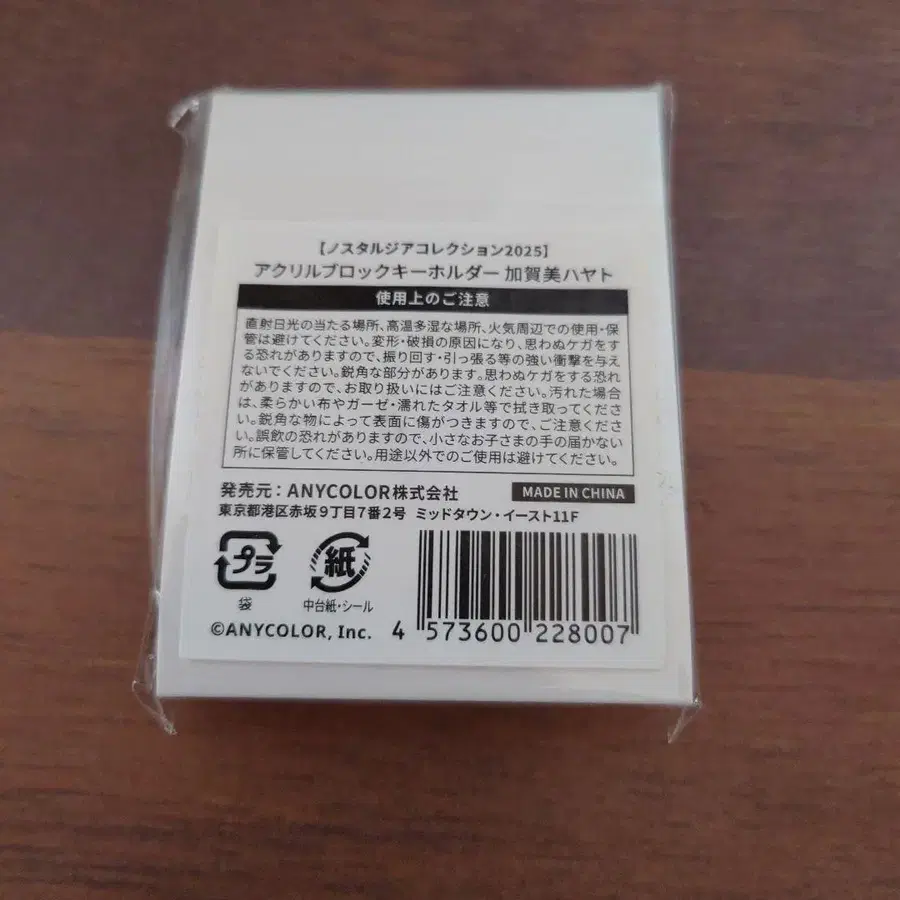 【ノスタルジアコレクション2025】
アクリルブロックキーホルダー 加賀美ハヤト
使用上のご注意
直射日光の当たる場所、高温多湿な場所、火気周辺での使用・保
管は避けてください。変形・破損の原因になり、思わぬケガをす
る恐れがありますので、振り回す・引っ張る等の強い衝撃を与え
ないでください。鋭角な部分があります。思わぬケガをする恐れ
がありますので、お取り扱いにはご注意ください。汚れた場合
は、柔らかい布やガーゼ・濡れたタオル等で拭き取ってくださ
い。鋭角な物によって表面に傷がつきますので、ご注意くださ
い。誤飲の恐れがありますので、小さなお子さまの手の届かない
所に保管してください。用途以外でのご使用は避けてください。
発売元：ANYCOLOR株式会社 MADE IN CHINA
東京都港区赤坂9丁目7番2号 ミッドタウン・イースト11F
プラ 紙
袋 中台紙・シール
©ANYCOLOR, Inc. 4 573600 228007